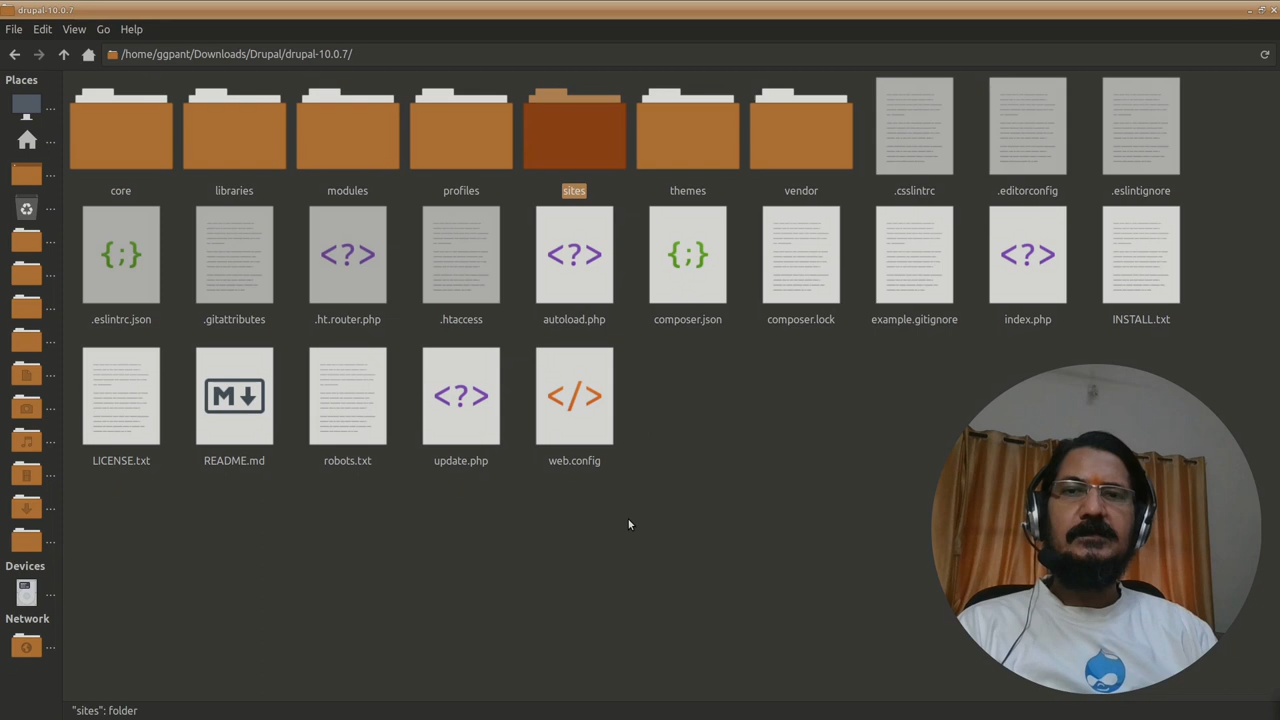 drupal-10.0.7
File Edit View Go Help
/home/ggpant/Downloads/Drupal/drupal-10.0.7/
Places
...
...
...
...
...
...
...
...
...
...
...
...
...
...
Devices
...
Network
...
core libraries modules profiles sites themes vendor .csslintrc .editorconfig .eslintignore
{;} <?> <?> {;} <?>
.eslintrc.json .gitattributes .ht.router.php .htaccess autoload.php composer.json composer.lock example.gitignore index.php INSTALL.txt
M <?> </>
LICENSE.txt README.md robots.txt update.php web.config
"sites": folder